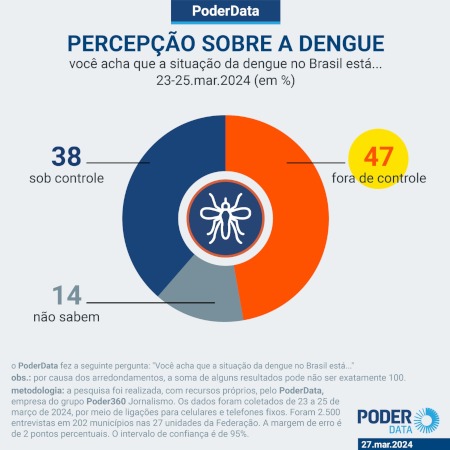 PoderData
PERCEPÇÃO SOBRE A DENGUE
você acha que a situação da dengue no Brasil está...
23-25.mar.2024 (em %)
38
sob controle
47
fora de controle
14
não sabem
o PoderData fez a seguinte pergunta: "Você acha que a situação da dengue no Brasil está..."
obs.: por causa dos arredondamentos, a soma de alguns resultados pode não ser exatamente 100.
metodologia: a pesquisa foi realizada, com recursos próprios, pelo PoderData,
empresa do grupo Poder360 Jornalismo. Os dados foram coletados de 23 a 25 de
março de 2024, por meio de ligações para celulares e telefones fixos. Foram 2.500
entrevistas em 202 municípios nas 27 unidades da Federação. A margem de erro é
de 2 pontos percentuais. O intervalo de confiança é de 95%.
PODER
DATA
27.mar.2024